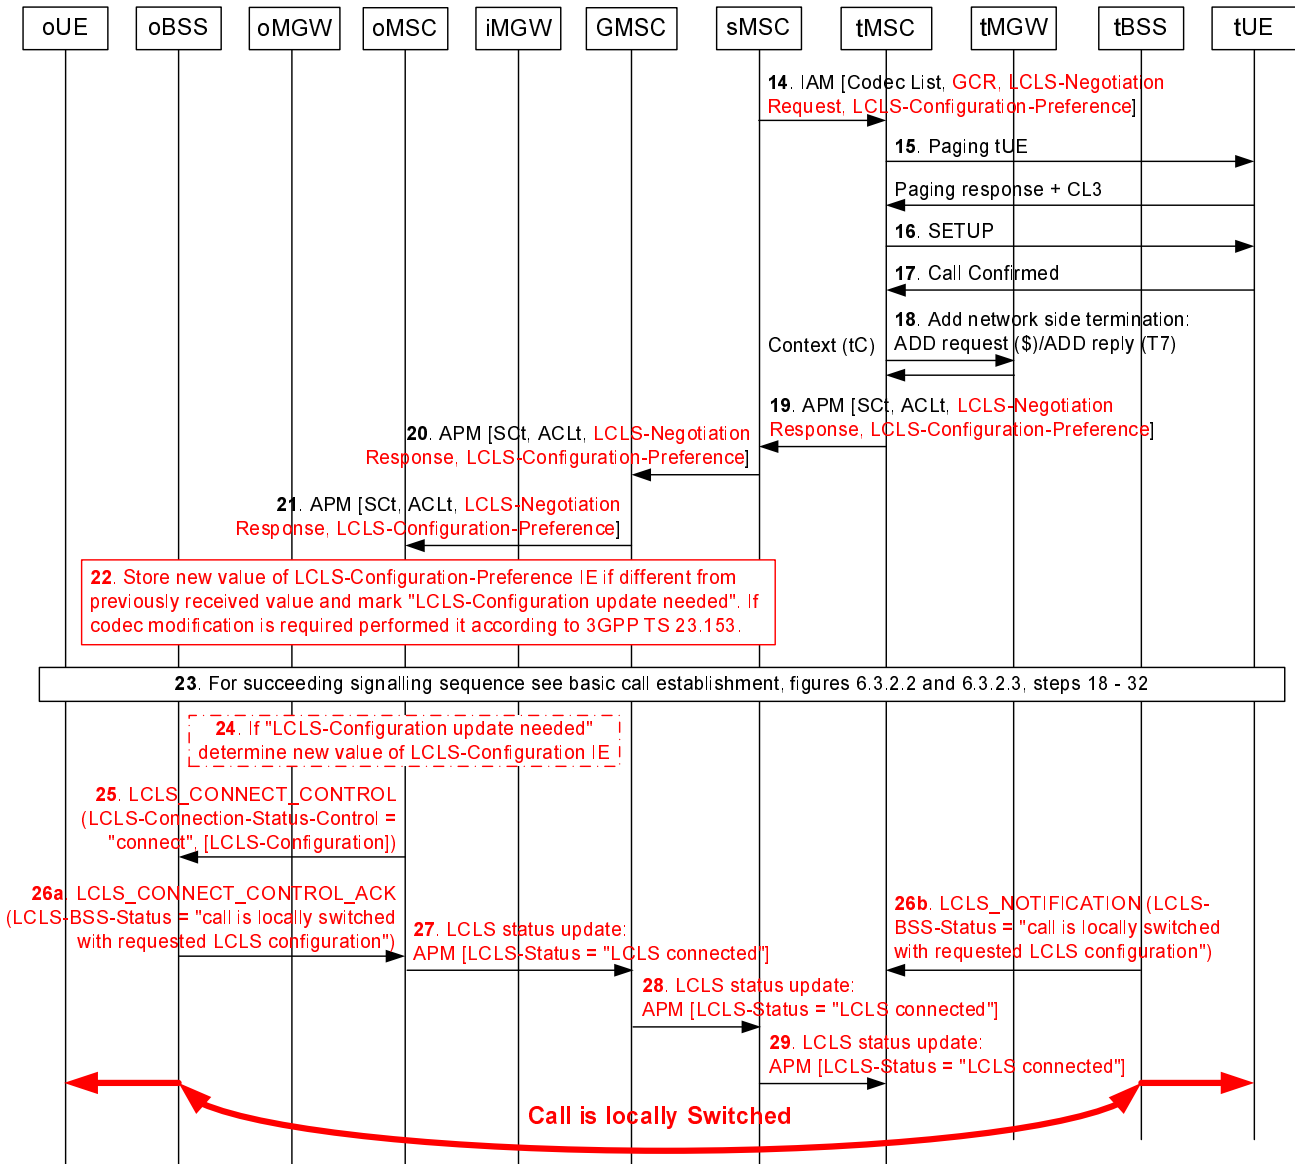 oUE oBSS oMGW oMSC iMGW GMSC sMSC tMSC tMGW tBSS tUE
14. IAM [Codec List, GCR, LCLS-Negotiation
Request, LCLS-Configuration-Preference]
15. Paging tUE
Paging response + CL3
16. SETUP
17. Call Confirmed
18. Add network side termination:
Context (tC)
ADD request ($)/ADD reply (T7)
19. APM [SCt, ACLt, LCLS-Negotiation
Response, LCLS-Configuration-Preference]
20. APM [SCt, ACLt, LCLS-Negotiation
Response, LCLS-Configuration-Preference]
21. APM [SCt, ACLt, LCLS-Negotiation
Response, LCLS-Configuration-Preference]
22. Store new value of LCLS-Configuration-Preference IE if different from
previously received value and mark "LCLS-Configuration update needed". If
codec modification is required performed it according to 3GPP TS 23.153.
23. For succeeding signalling sequence see basic call establishment, figures 6.3.2.2 and 6.3.2.3, steps 18 - 32
24. If "LCLS-Configuration update needed"
determine new value of LCLS-Configuration IE
25. LCLS_CONNECT_CONTROL
(LCLS-Connection-Status-Control =
"connect", [LCLS-Configuration])
26a. LCLS_CONNECT_CONTROL_ACK
(LCLS-BSS-Status = "call is locally switched
with requested LCLS configuration")
26b. LCLS_NOTIFICATION (LCLS-
BSS-Status = "call is locally switched
with requested LCLS configuration")
27. LCLS status update:
APM [LCLS-Status = "LCLS connected"]
28. LCLS status update:
APM [LCLS-Status = "LCLS connected"]
29. LCLS status update:
APM [LCLS-Status = "LCLS connected"]
Call is locally Switched